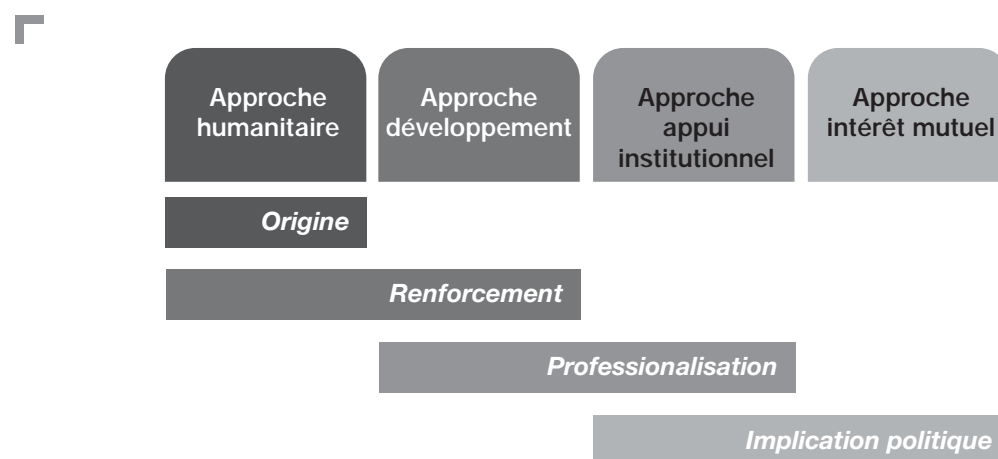 Approche
humanitaire
Approche
développement
Approche
appui
institutionnel
Approche
intérêt mutuel
Origine
Renforcement
Professionalisation
Implication politique